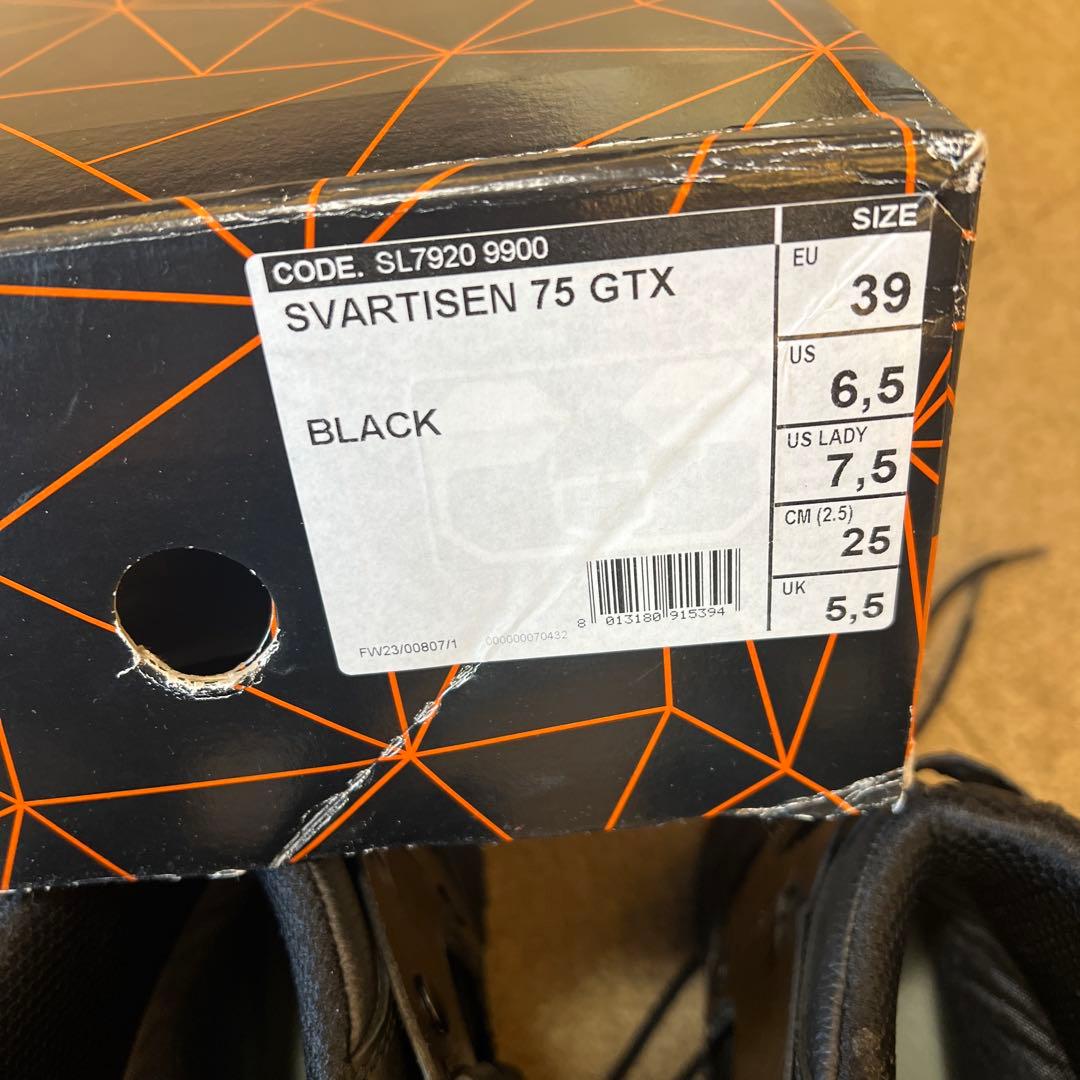 CODE. SL7920 9900
SVARTISEN 75 GTX
BLACK
FW23/00807/1 000000070432
8 013180 915394
SIZE
EU
39
US
6,5
US LADY
7,5
CM (2.5)
25
UK
5,5